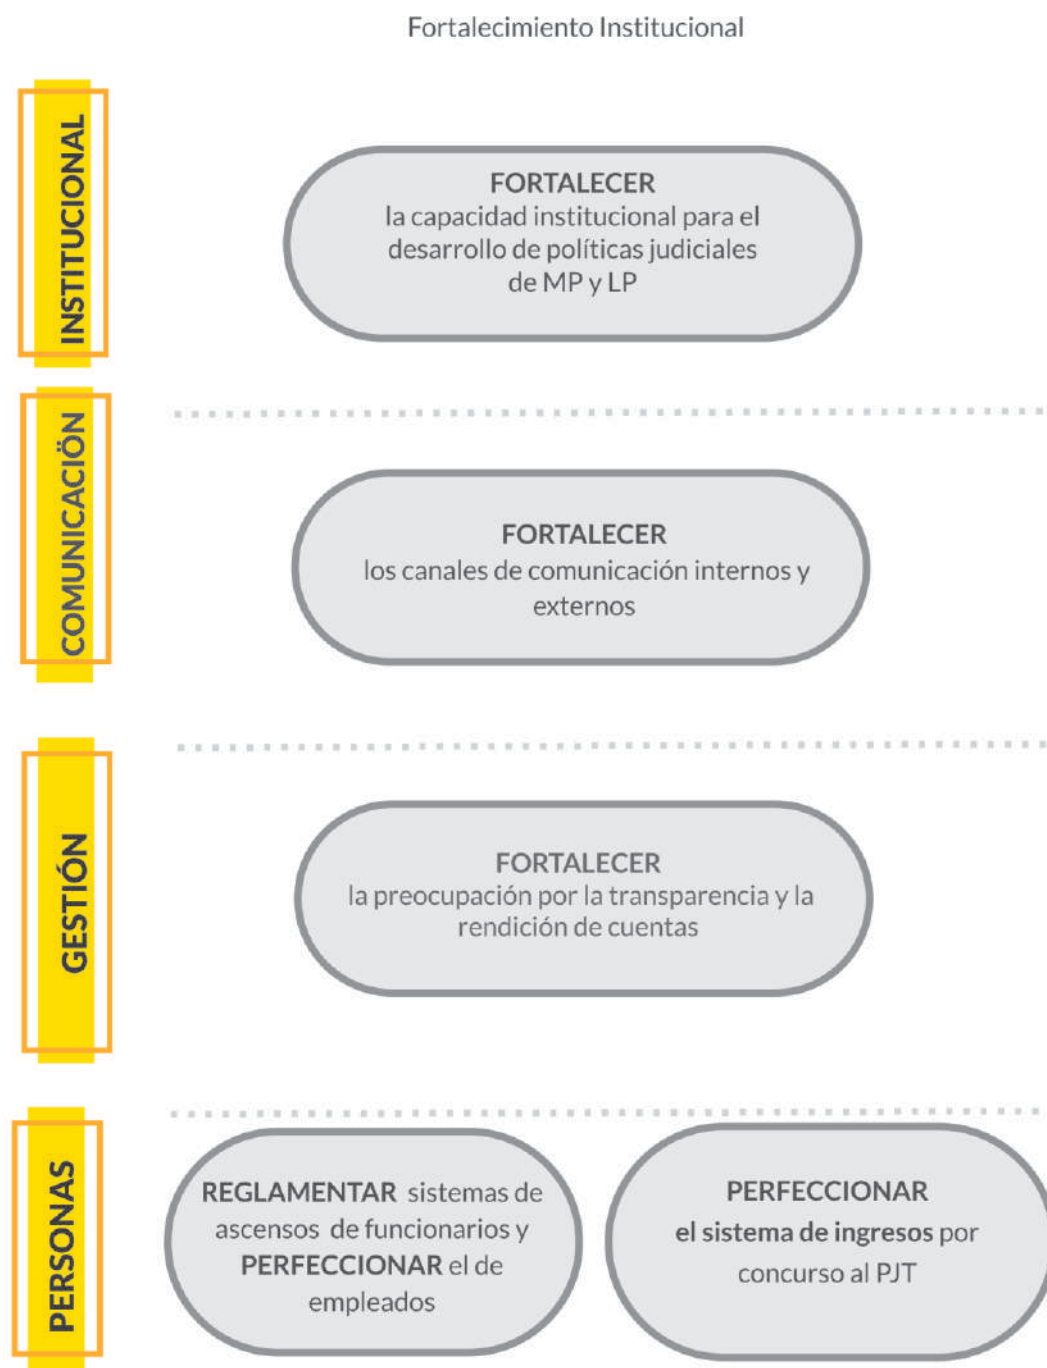 Fortalecimiento Institucional
INSTITUCIONAL
FORTALECER
la capacidad institucional para el
desarrollo de políticas judiciales
de MP y LP
COMUNICACIÖN
FORTALECER
los canales de comunicación internos y
externos
GESTIÓN
FORTALECER
la preocupación por la transparencia y la
rendición de cuentas
PERSONAS
REGLAMENTAR sistemas de
ascensos de funcionarios y
PERFECCIONAR el de
empleados
PERFECCIONAR
el sistema de ingresos por
concurso al PJT